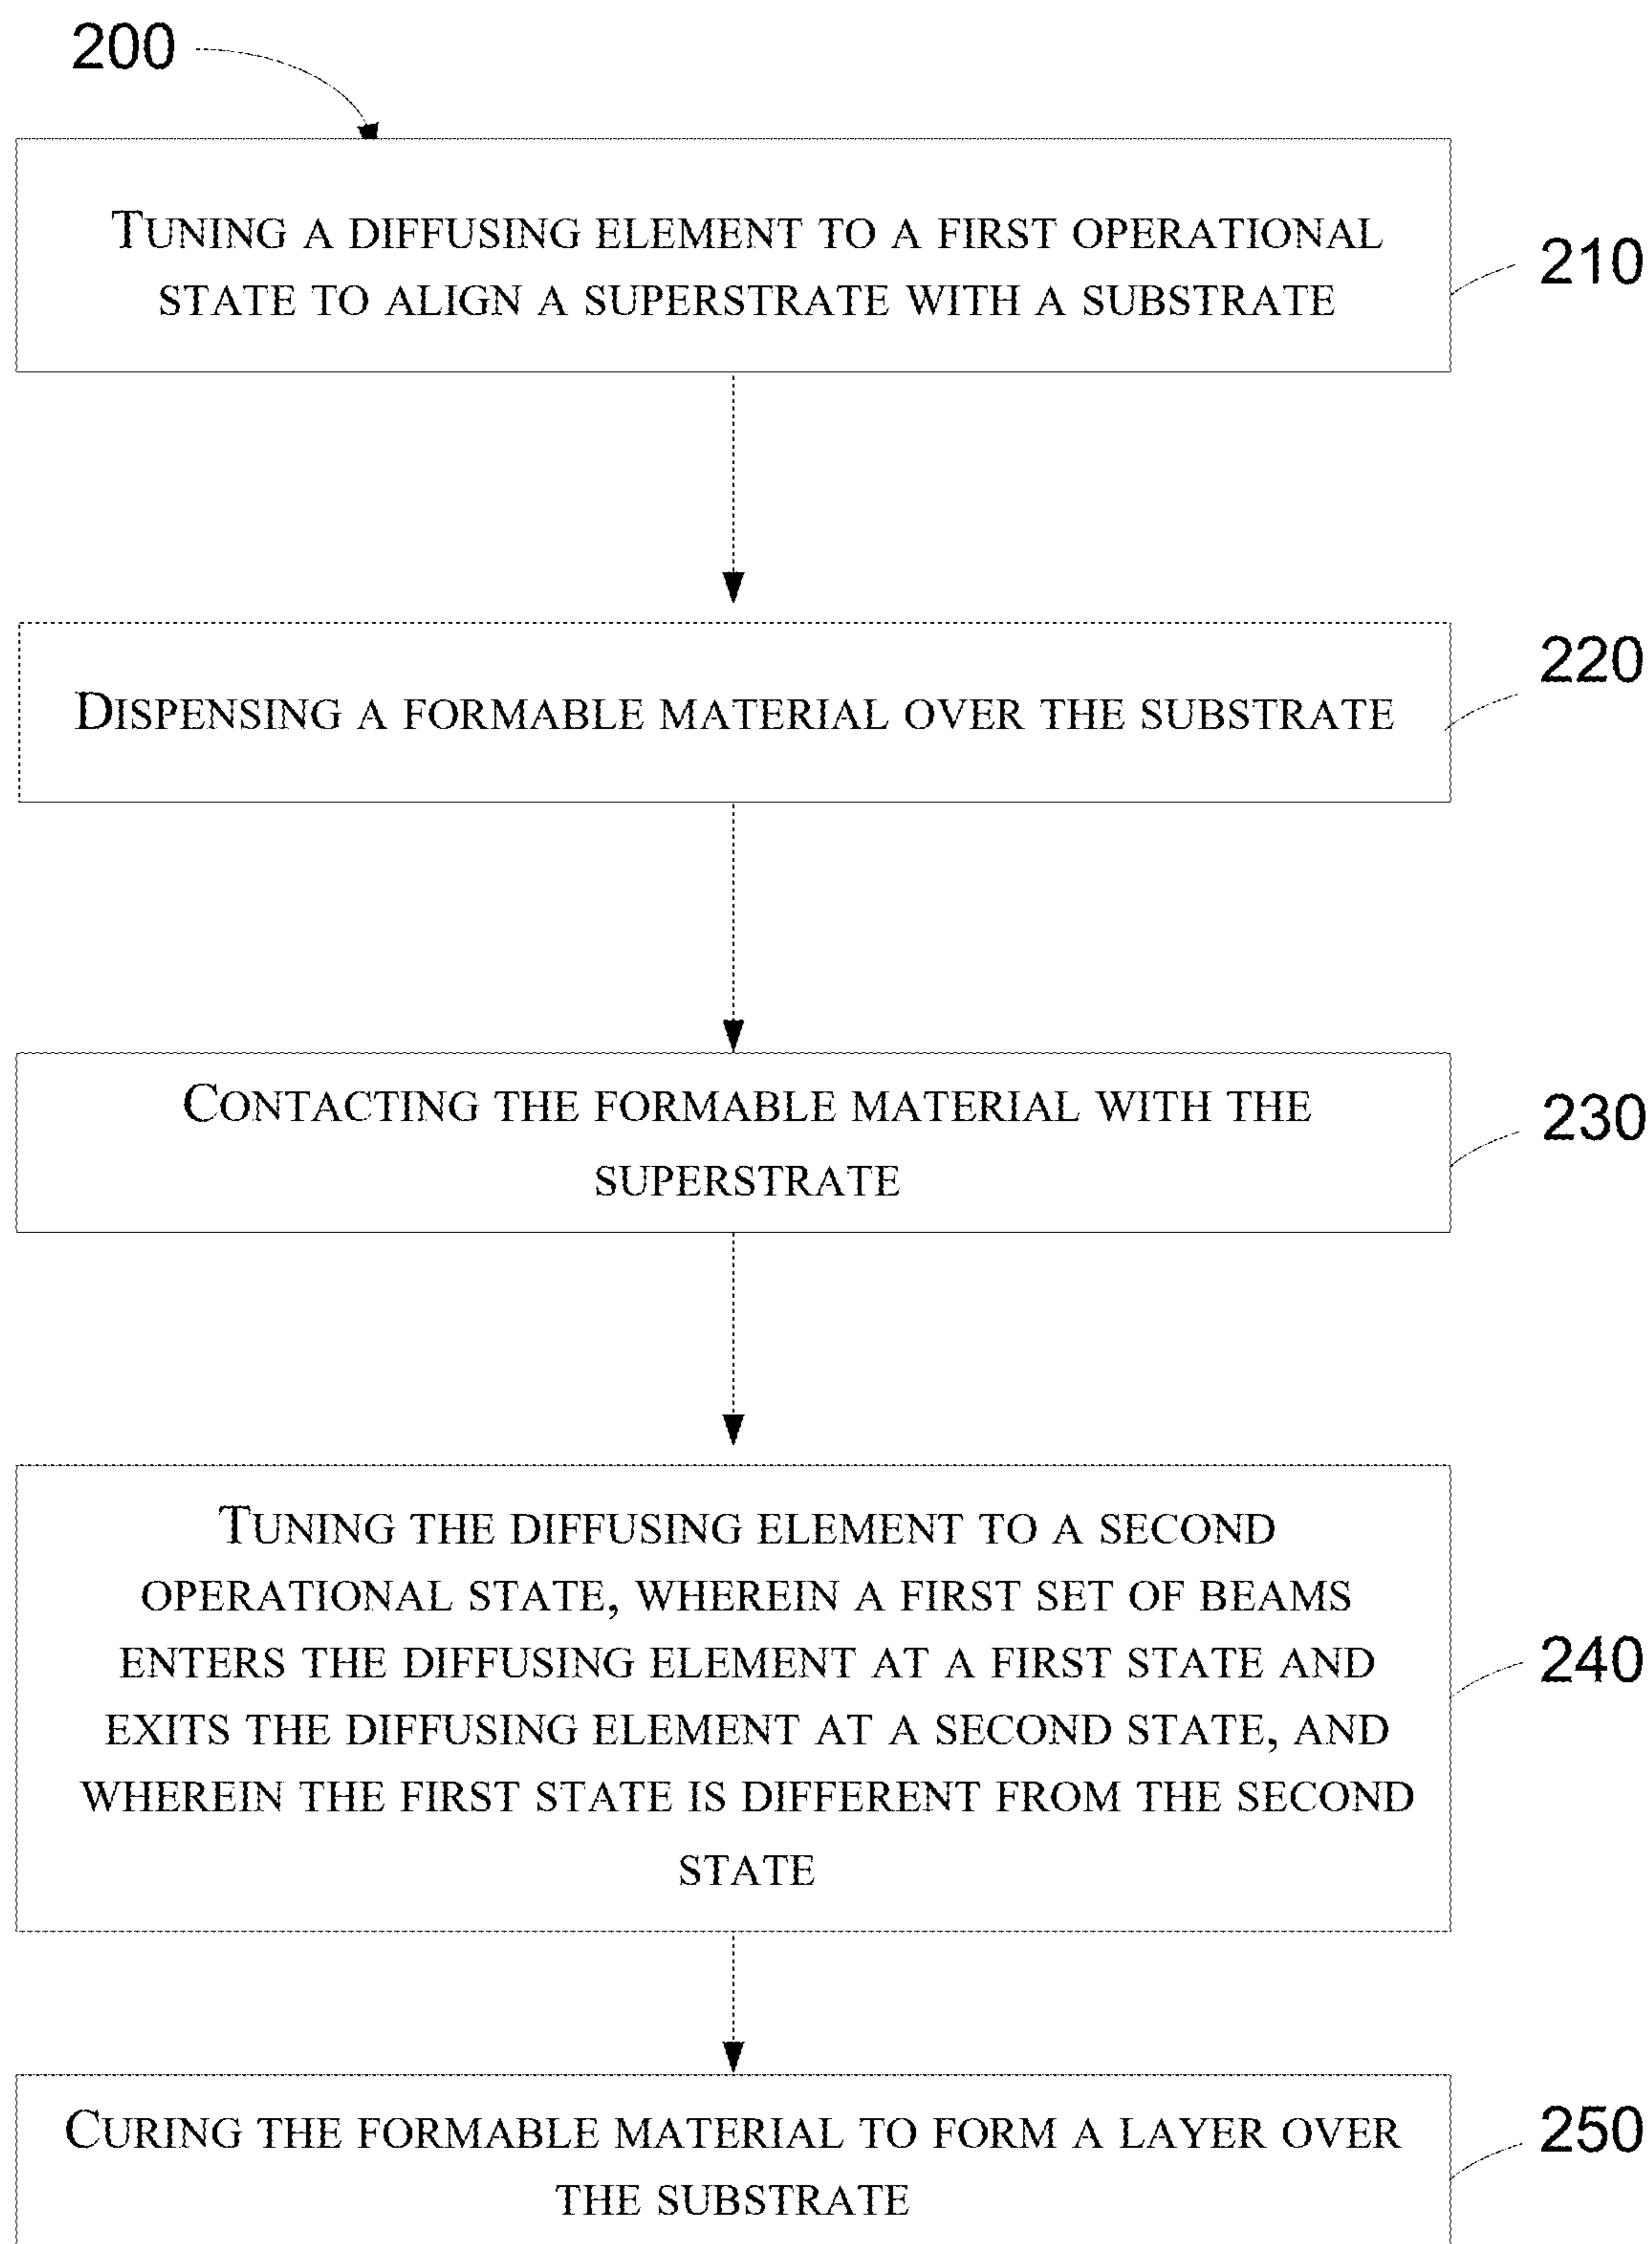 200
TUNING A DIFFUSING ELEMENT TO A FIRST OPERATIONAL
STATE TO ALIGN A SUPERSTRATE WITH A SUBSTRATE
210
DISPENSING A FORMABLE MATERIAL OVER THE SUBSTRATE
220
CONTACTING THE FORMABLE MATERIAL WITH THE
SUPERSTRATE
230
TUNING THE DIFFUSING ELEMENT TO A SECOND
OPERATIONAL STATE, WHEREIN A FIRST SET OF BEAMS
ENTERS THE DIFFUSING ELEMENT AT A FIRST STATE AND
EXITS THE DIFFUSING ELEMENT AT A SECOND STATE, AND
WHEREIN THE FIRST STATE IS DIFFERENT FROM THE SECOND
STATE
240
CURING THE FORMABLE MATERIAL TO FORM A LAYER OVER
THE SUBSTRATE
250